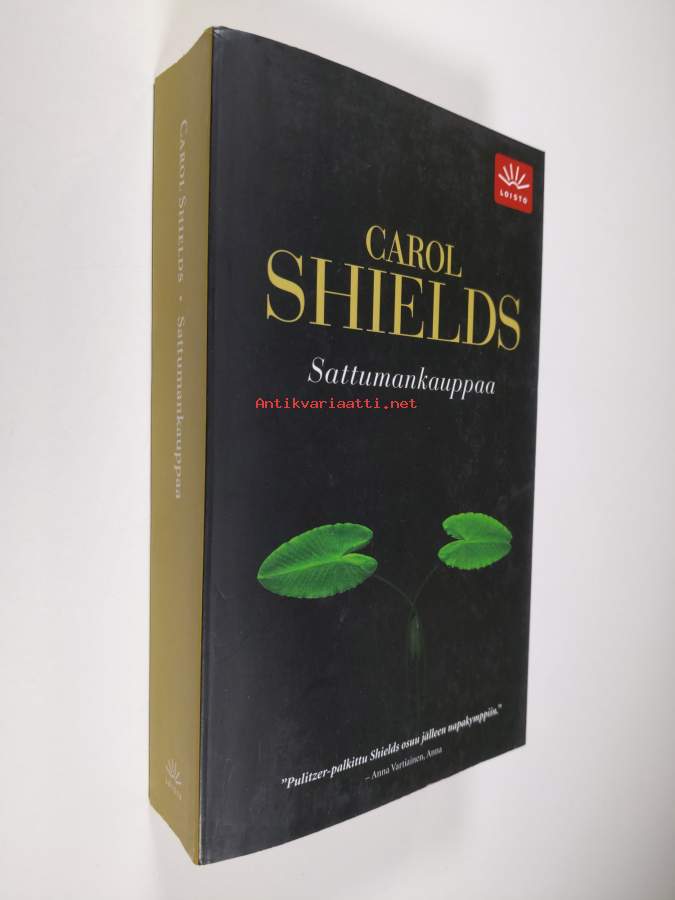 CAROL SHIELDS • Sattumankauppaa
LOISTO
LOISTO
CAROL
SHIELDS
Sattumankauppaa
Antikvariaatti.net
”Pulitzer-palkittu Shields osuu jälleen napakymppiin.”
– Anna Vartiainen, Anna